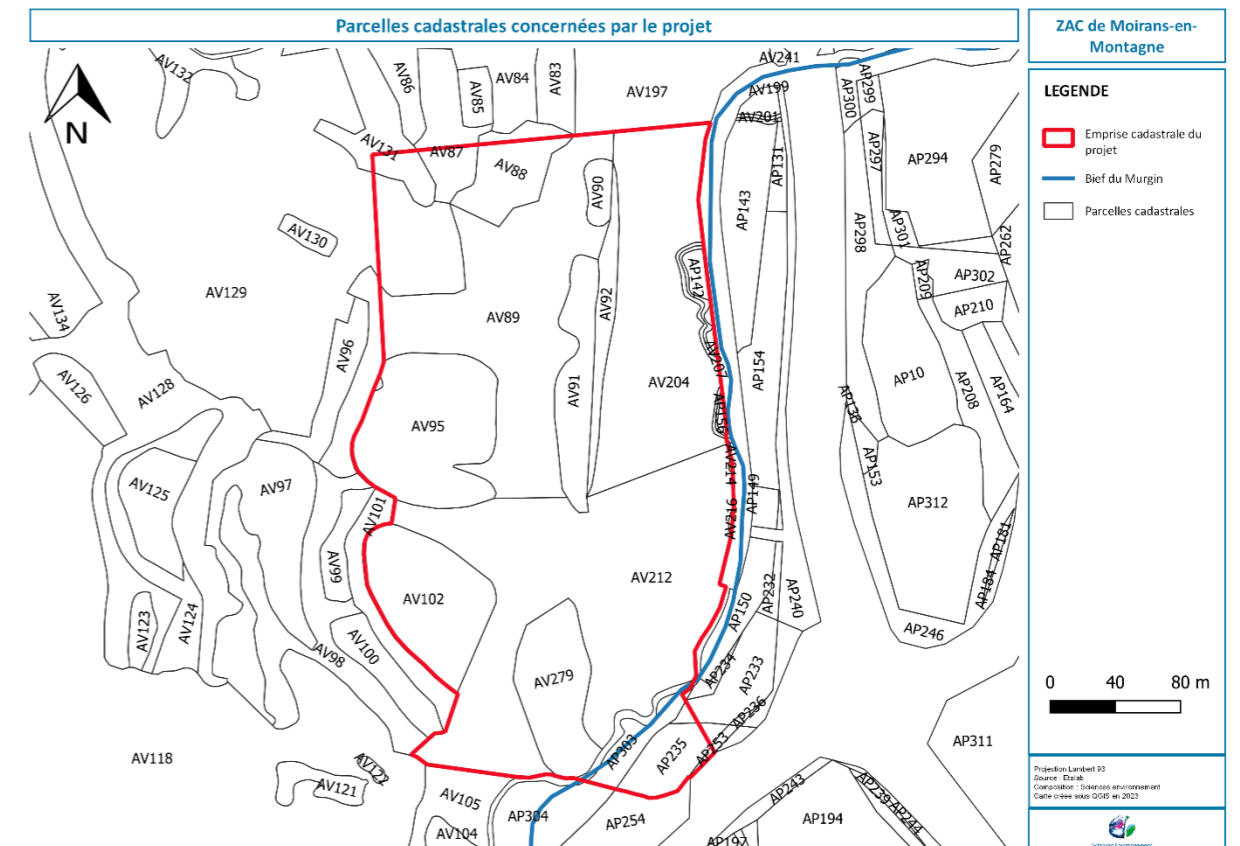 Parcelles cadastrales concernées par le projet
ZAC de Moirans-en-
Montagne
N
AV132
AV86
AV85
AV84
AV83
AV197
AV241
AV199
AV201
AP299
AP300
AP297
AP294
AP279
AV131
AV87
AV88
AV90
AP131
AP143
AP298
AP301
AP262
AV130
AV129
AV134
AV96
AV89
AV92
AV91
AP142
AV207
AV204
AP154
AP209
AP302
AP210
AP10
AP208
AP164
AV128
AV126
AV95
AP156
AP138
AP153
AV125
AV97
AV101
AV214
AP149
AV216
AP312
AP181
AP184
AV99
AV102
AV212
AP150
AP232
AP240
AP246
AV123
AV124
AV98
AV100
AV279
AP234
AP233
AP236
AP303
AP235
AP253
AP311
AV118
AV122
AV121
AV105
AV104
AP304
AP254
AP243
AP239
AP244
AP194
AP197
LEGENDE
Emprise cadastrale du
projet
Bief du Murgin
Parcelles cadastrales
0 40 80 m
Projection Lambert 93
Source : Etalab
Composition : Sciences environnement
Carte créée sous QGIS en 2023
Sciences Environnement